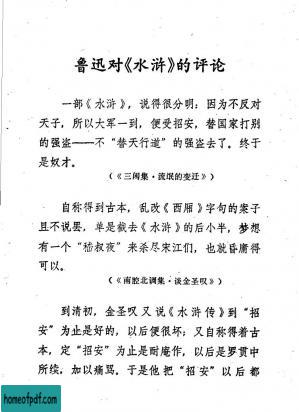 鲁迅对《水浒》的评论
一部《水浒》，说得很分明：因为不反对
天子，所以大军一到，便受招安，替国家打别
的强盗——不“替天行道”的强盗去了。终于
是奴才。
（《三闲集·流氓的变迁》）
自称得到古本，乱改《西厢》字句的案子
且不说罢，单是截去《水浒》的后小半，梦想
有一个“嵇叔夜”来杀尽宋江们，也就昏庸得
可以。
（《南腔北调集·谈金圣叹》）
到清初，金圣叹又说《水浒传》到“招
安”为止是好的，以后便很坏；又自称得着古
本，定“招安”为止是耐庵作，以后是罗贯中
所续，加以痛骂。于是他把“招安”以后都
homeofpdf.com